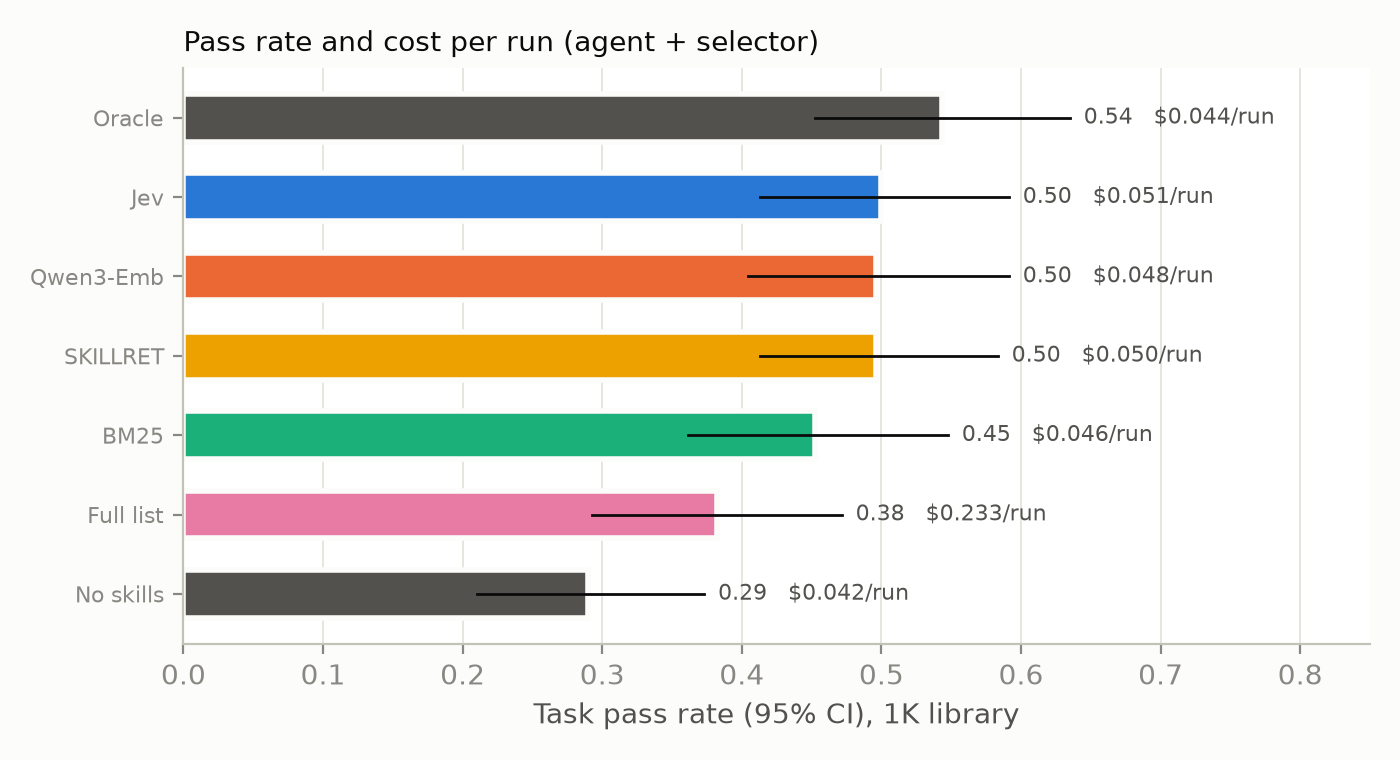 Pass rate and cost per run (agent + selector)
Oracle 0.54 $0.044/run
Jev 0.50 $0.051/run
Qwen3-Emb 0.50 $0.048/run
SKILLRET 0.50 $0.050/run
BM25 0.45 $0.046/run
Full list 0.38 $0.233/run
No skills 0.29 $0.042/run
0.0 0.1 0.2 0.3 0.4 0.5 0.6 0.7 0.8
Task pass rate (95% CI), 1K library